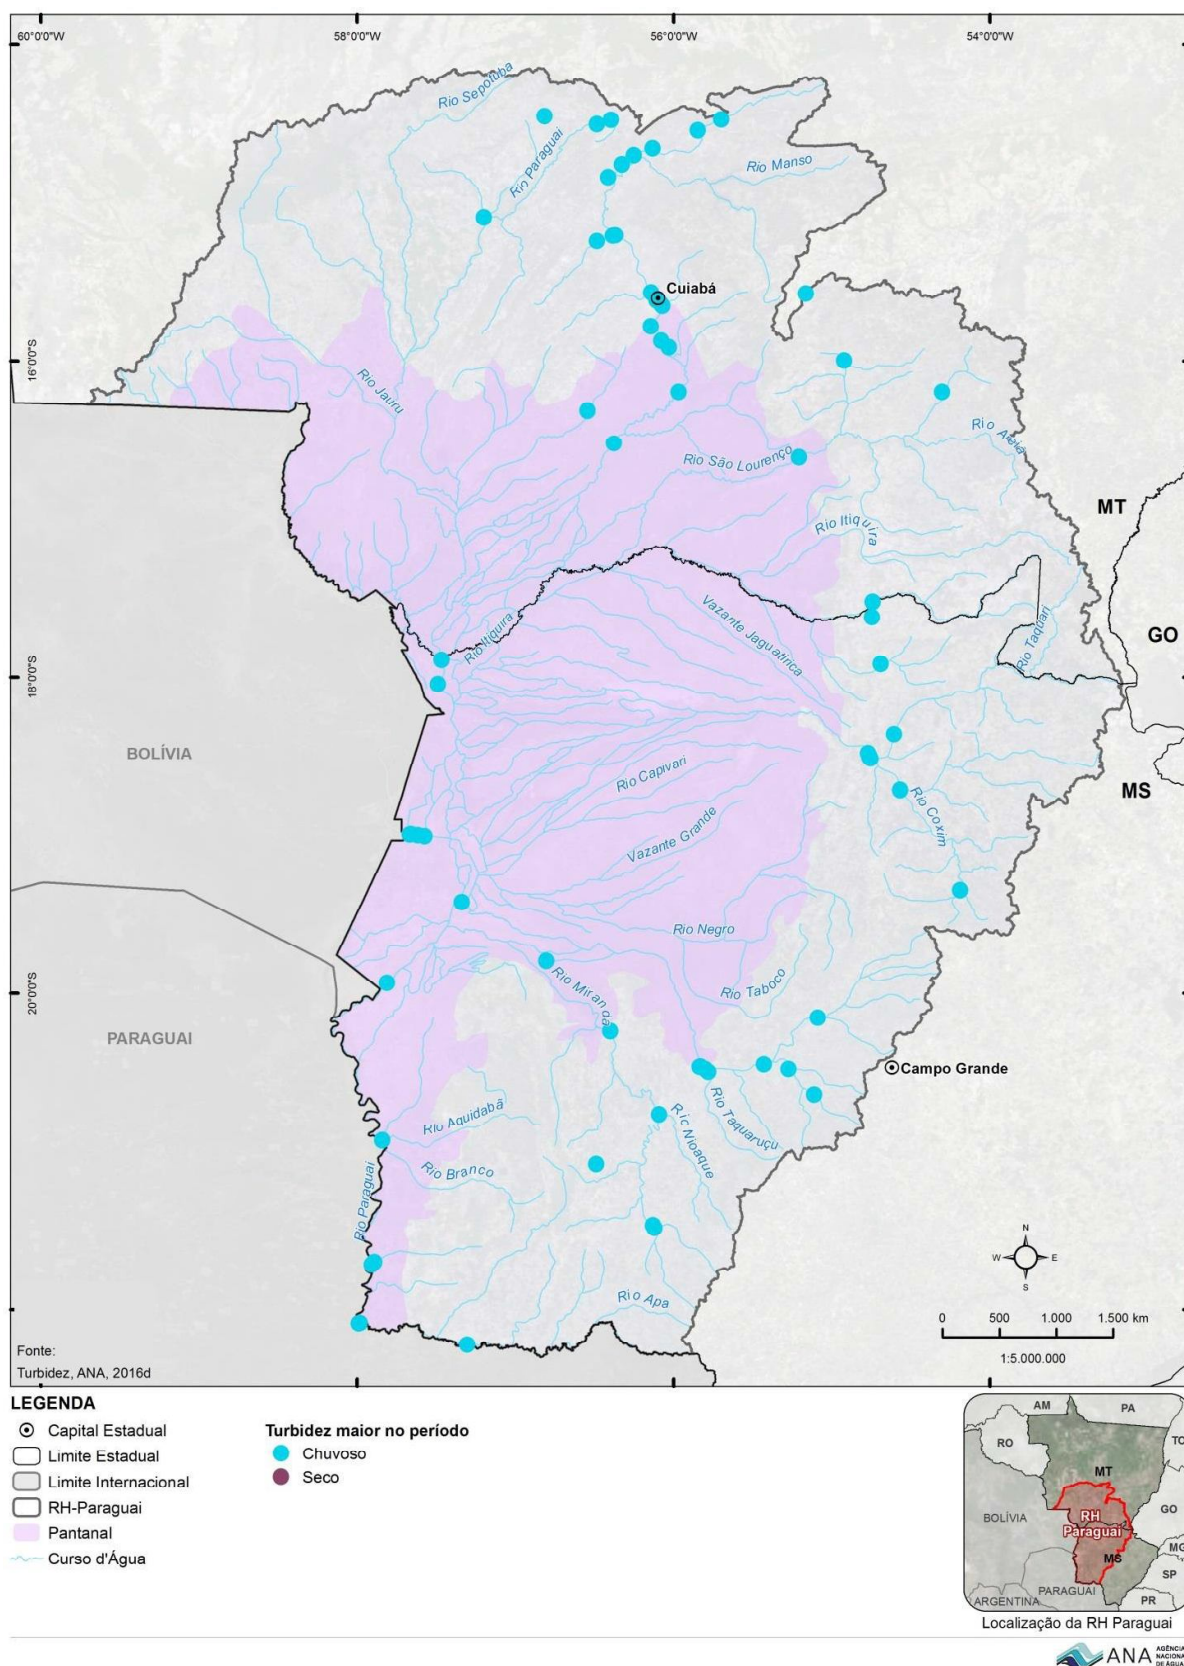 60°0'0"W
58°0'0"W
56°0'0"W
54°0'0"W
Rio Sepotuba
Rio Paraguai
Rio Manso
Cuiabá
16°0'0"S
Rio Jauru
Rio São Lourenço
MT
Rio Itiquira
Vazante Jaguatirica
Rio Itiquira
Rio Taquari
GO
18°0'0"S
BOLÍVIA
Rio Capivari
MS
Rio Coxim
Vazante Grande
Rio Negro
Rio Miranda
Rio Taboco
20°0'0"S
PARAGUAI
Campo Grande
Rio Aquidabã
Rio Nioaque
Rio Taquaruçu
Rio Branco
Rio Paraguai
N
W E
S
Rio Apa
0 500 1.000 1.500 km
1:5.000.000
Fonte:
Turbidez, ANA, 2016d
LEGENDA
Capital Estadual
Limite Estadual
Limite Internacional
RH-Paraguai
Pantanal
Curso d'Água
Turbidez maior no período
Chuvoso
Seco
AM
PA
RO
TO
MT
GO
BOLÍVIA
RH
Paraguai
MG
MS
SP
PARAGUAI
ARGENTINA
PR
Localização da RH Paraguai
ANA
AGÊNCIA
NACIONAL
DE ÁGUAS